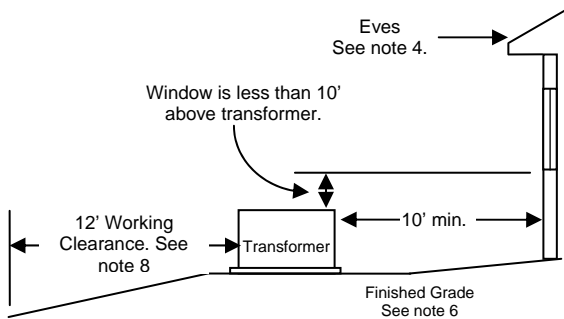 Eves
See note 4.
Window is less than 10'
above transformer.
12' Working
Clearance. See
note 8
Transformer
10' min.
Finished Grade
See note 6